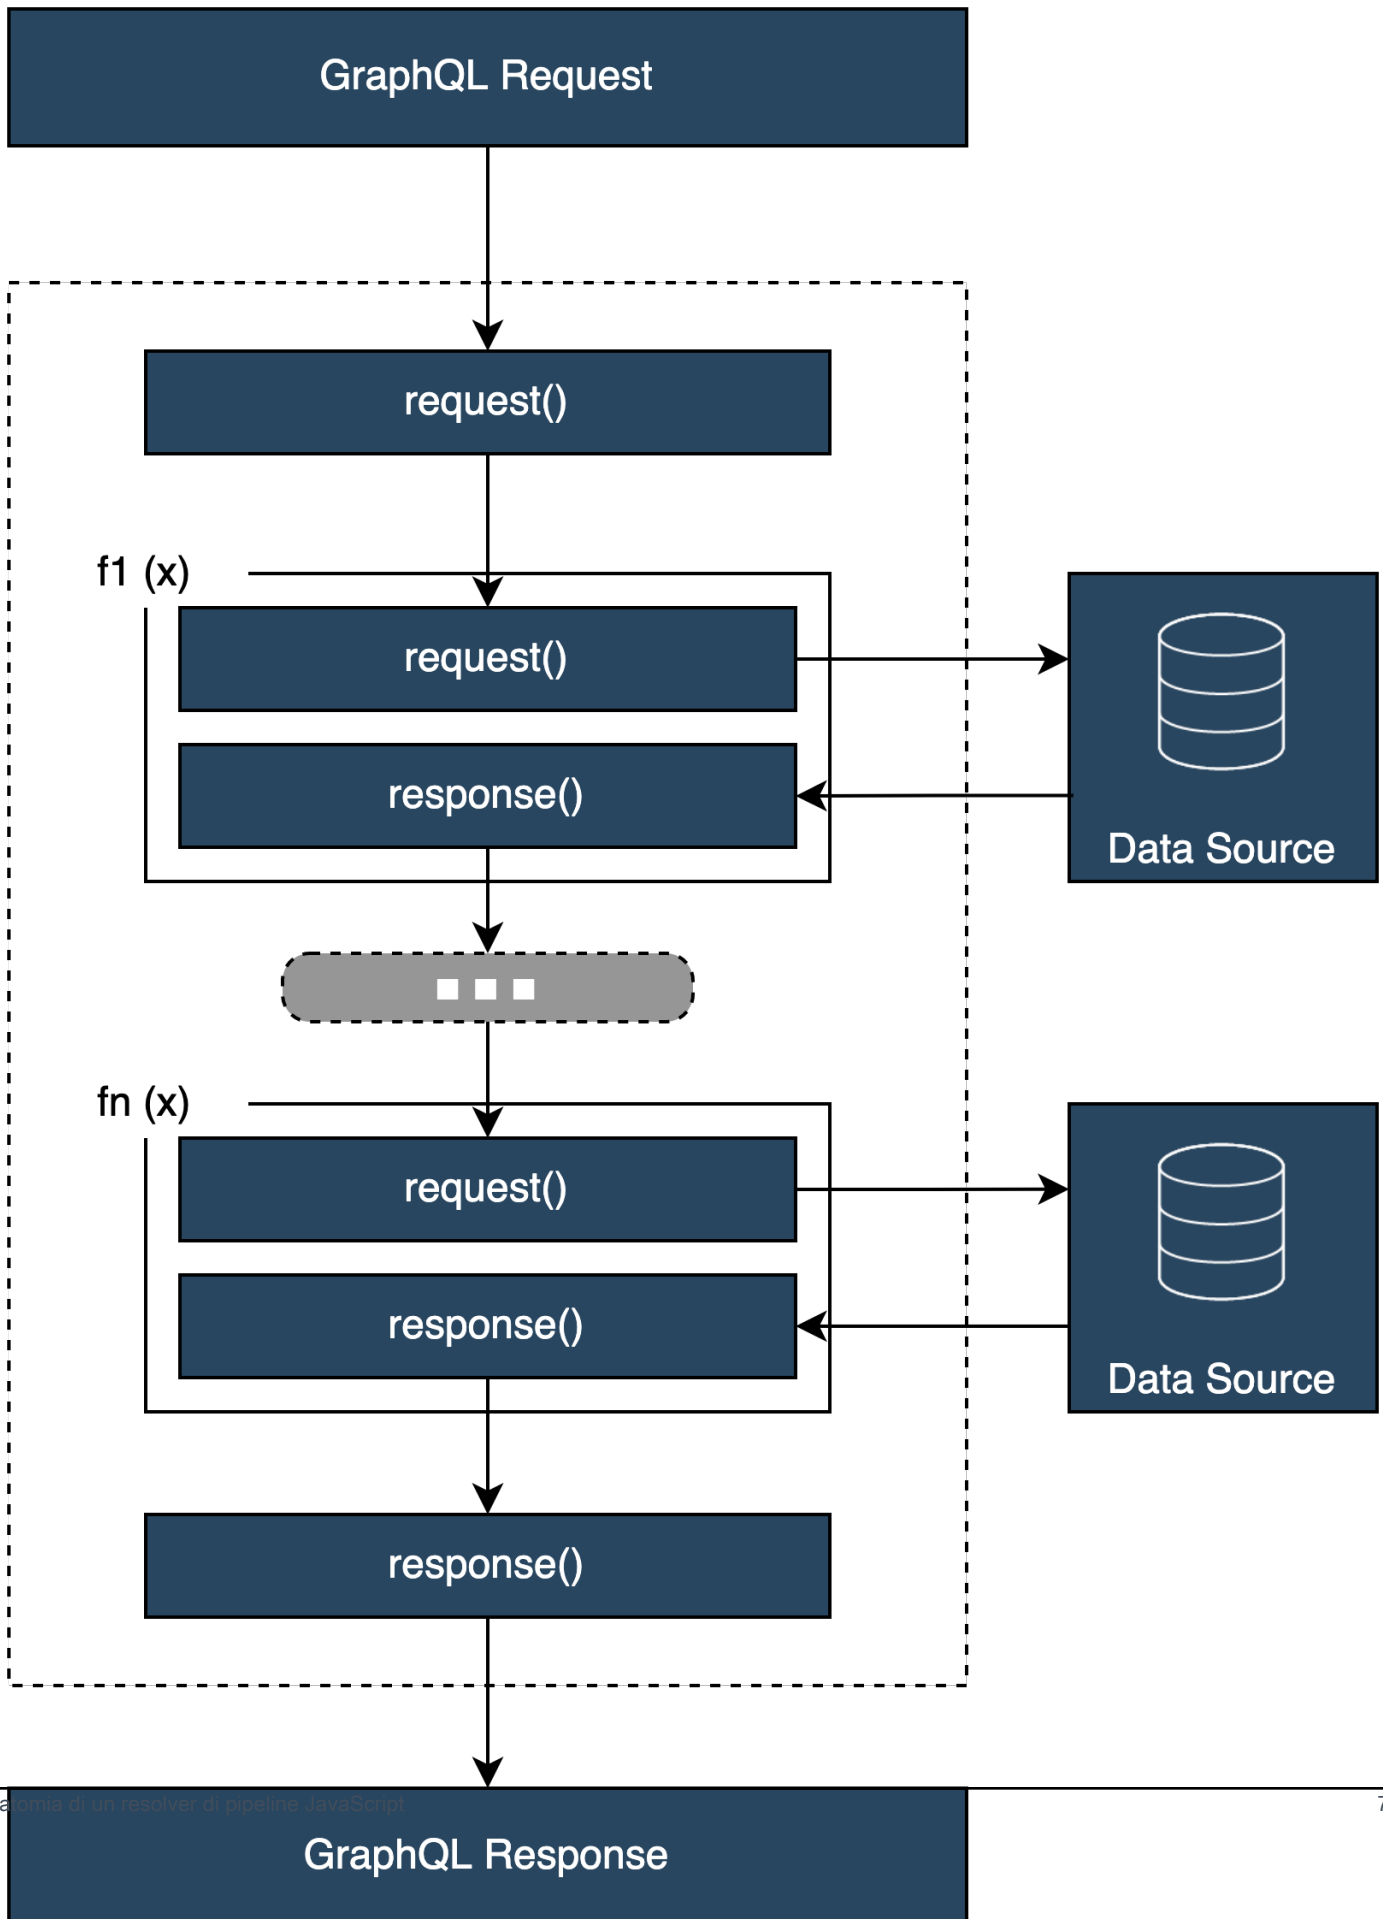 GraphQL Request
request()
f1 (x)
request()
response()
Data Source
fn (x)
request()
response()
Data Source
response()
atomia di un resolver di pipeline JavaScript
7
GraphQL Response